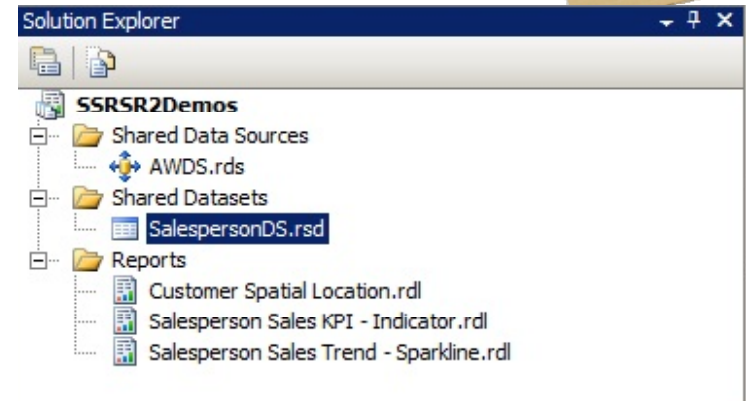 Solution Explorer
SSRSR2Demos
Shared Data Sources
AWDS.rds
Shared Datasets
SalespersonDS.rsd
Reports
Customer Spatial Location.rdl
Salesperson Sales KPI - Indicator.rdl
Salesperson Sales Trend - Sparkline.rdl